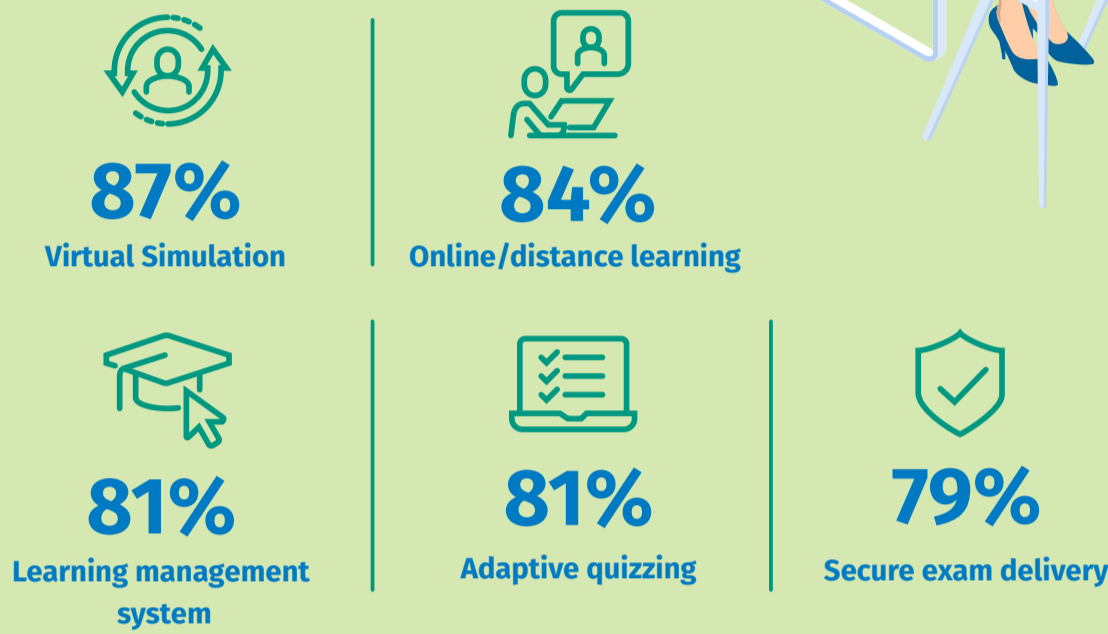 87%
Virtual Simulation
84%
Online/distance learning
81%
Learning management
system
81%
Adaptive quizzing
79%
Secure exam delivery